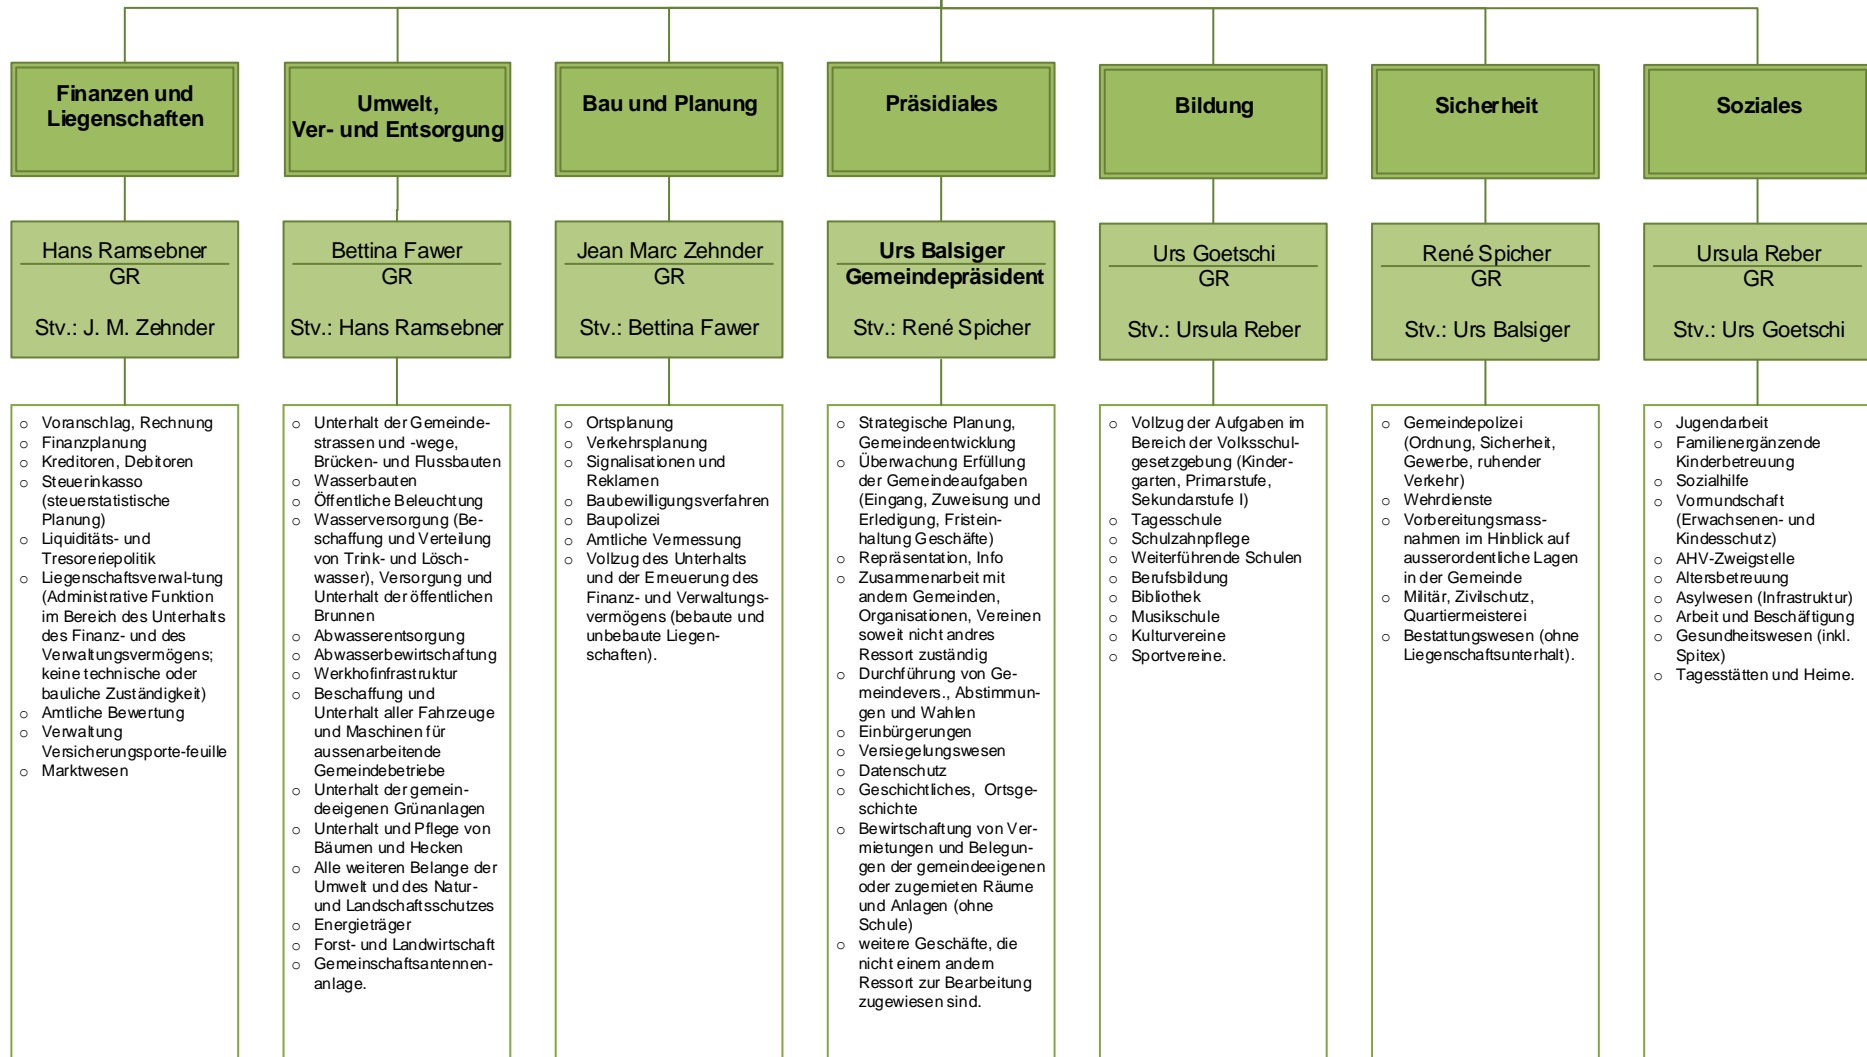 Finanzen und
Liegenschaften
Hans Ramsebner
GR
Stv.: J. M. Zehnder
o Voranschlag, Rechnung
o Finanzplanung
o Kreditoren, Debitoren
o Steuerinkasso
(steuerstatistische
Planung)
o Liquiditäts- und
Tresoreriepolitik
o Liegenschaftsverwal-tung
(Administrative Funktion
im Bereich des Unterhalts
des Finanz- und des
Verwaltungsvermögens;
keine technische oder
bauliche Zuständigkeit)
o Amtliche Bewertung
o Verwaltung
Versicherungsporte-feuille
o Marktwesen
Umwelt,
Ver- und Entsorgung
Bettina Fawer
GR
Stv.: Hans Ramsebner
o Unterhalt der Gemeinde-
strassen und -wege,
Brücken- und Flussbauten
o Wasserbauten
o Öffentliche Beleuchtung
o Wasserversorgung (Be-
schaffung und Verteilung
von Trink- und Lösch-
wasser), Versorgung und
Unterhalt der öffentlichen
Brunnen
o Abwasserentsorgung
o Abwasserbewirtschaftung
o Werkhofinfrastruktur
o Beschaffung und
Unterhalt aller Fahrzeuge
und Maschinen für
aussenarbeitende
Gemeindebetriebe
o Unterhalt der gemein-
deeigenen Grünanlagen
o Unterhalt und Pflege von
Bäumen und Hecken
o Alle weiteren Belange der
Umwelt und des Natur-
und Landschaftsschutzes
o Energieträger
o Forst- und Landwirtschaft
o Gemeinschaftsantennen-
anlage.
Bau und Planung
Jean Marc Zehnder
GR
Stv.: Bettina Fawer
o Ortsplanung
o Verkehrsplanung
o Signalisationen und
Reklamen
o Baubewilligungsverfahren
o Baupolizei
o Amtliche Vermessung
o Vollzug des Unterhalts
und der Erneuerung des
Finanz- und Verwaltungs-
vermögens (bebaute und
unbebaute Liegen-
schaften).
Präsidiales
Urs Balsiger
Gemeindepräsident
Stv.: René Spicher
o Strategische Planung,
Gemeindeentwicklung
o Überwachung Erfüllung
der Gemeindeaufgaben
(Eingang, Zuweisung und
Erledigung, Fristein-
haltung Geschäfte)
o Repräsentation, Info
o Zusammenarbeit mit
andern Gemeinden,
Organisationen, Vereinen
soweit nicht andres
Ressort zuständig
o Durchführung von Ge-
meindevers., Abstimmun-
gen und Wahlen
o Einbürgerungen
o Versiegelungswesen
o Datenschutz
o Geschichtliches, Ortsge-
schichte
o Bewirtschaftung von Ver-
mietungen und Belegun-
gen der gemeindeeigenen
oder zugemieten Räume
und Anlagen (ohne
Schule)
o weitere Geschäfte, die
nicht einem andern
Ressort zur Bearbeitung
zugewiesen sind.
Bildung
Urs Goetschi
GR
Stv.: Ursula Reber
o Vollzug der Aufgaben im
Bereich der Volksschul-
gesetzgebung (Kinder-
garten, Primarstufe,
Sekundarstufe I)
o Tagesschule
o Schulzahnpflege
o Weiterführende Schulen
o Berufsbildung
o Bibliothek
o Musikschule
o Kulturvereine
o Sportvereine.
Sicherheit
René Spicher
GR
Stv.: Urs Balsiger
o Gemeindepolizei
(Ordnung, Sicherheit,
Gewerbe, ruhender
Verkehr)
o Wehrdienste
o Vorbereitungsmass-
nahmen im Hinblick auf
ausserordentliche Lagen
in der Gemeinde
o Militär, Zivilschutz,
Quartiermeisterei
o Bestattungswesen (ohne
Liegenschaftsunterhalt).
Soziales
Ursula Reber
GR
Stv.: Urs Goetschi
o Jugendarbeit
o Familienergänzende
Kinderbetreuung
o Sozialhilfe
o Vormundschaft
(Erwachsenen- und
Kindesschutz)
o AHV-Zweigstelle
o Altersbetreuung
o Asylwesen (Infrastruktur)
o Arbeit und Beschäftigung
o Gesundheitswesen (inkl.
Spitex)
o Tagesstätten und Heime.